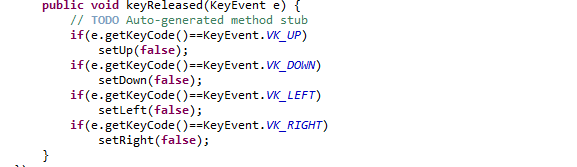 public void keyReleased(KeyEvent e) {
// TODO Auto-generated method stub
if(e.getKeyCode()==KeyEvent.VK_UP)
setUp(false);
if(e.getKeyCode()==KeyEvent.VK_DOWN)
setDown(false);
if(e.getKeyCode()==KeyEvent.VK_LEFT)
setLeft(false);
if(e.getKeyCode()==KeyEvent.VK_RIGHT)
setRight(false);
}